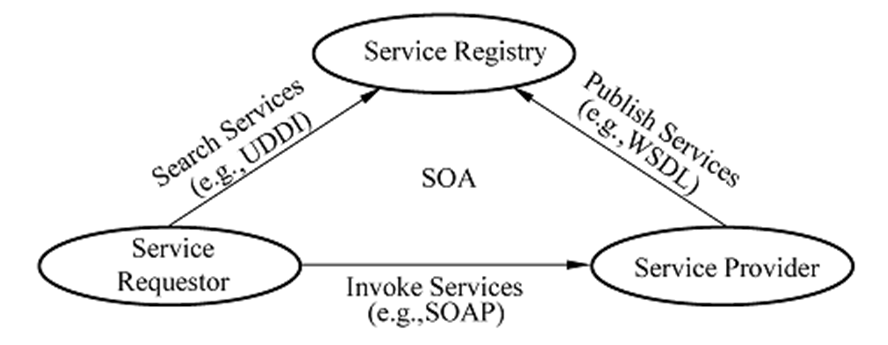 Service Registry
Search Services
(e.g.,UDDI)
Publish Services
(e.g.,WSDL)
SOA
Service
Requestor
Service Provider
Invoke Services
(e.g.,SOAP)